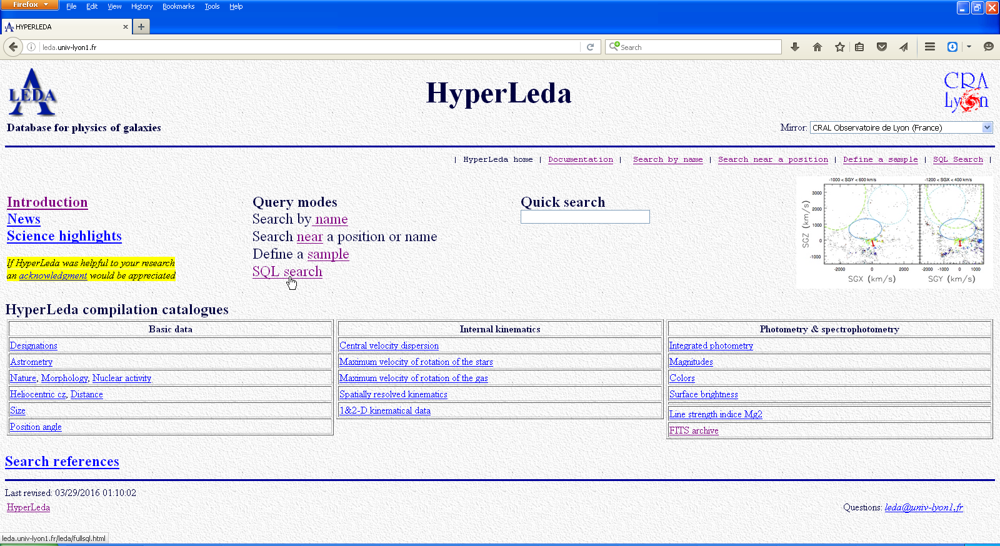 Firefox File Edit View History Bookmarks Tools Help
HYPERLEDA
leda.univ-lyon1.fr Search
LEDA
HyperLeda
CRA Lyon
Database for physics of galaxies
Mirror: CRAL Observatoire de Lyon (France)
| HyperLeda home | Documentation | Search by name | Search near a position | Define a sample | SQL Search |
Introduction
News
Science highlights
If HyperLeda was helpful to your research
an acknowledgment would be appreciated
Query modes
Search by name
Search near a position or name
Define a sample
SQL search
Quick search
-1000 < SGY < 600 km/s -1200 < SGX < 400 km/s
3000
2000
1000
0
-1000
SGZ (km/s)
-2000 0 2000 -2000 -1000 0 1000
SGX (km/s) SGY (km/s)
HyperLeda compilation catalogues
Basic data
Designations
Astrometry
Nature, Morphology, Nuclear activity
Heliocentric cz, Distance
Size
Position angle
Internal kinematics
Central velocity dispersion
Maximum velocity of rotation of the stars
Maximum velocity of rotation of the gas
Spatially resolved kinematics
1&2-D kinematical data
Photometry & spectrophotometry
Integrated photometry
Magnitudes
Colors
Surface brightness
Line strength indice Mg2
FITS archive
Search references
Last revised: 03/29/2016 01:10:02
HyperLeda
Questions: leda@univ-lyon1.fr
leda.univ-lyon1.fr/leda/fullsql.html